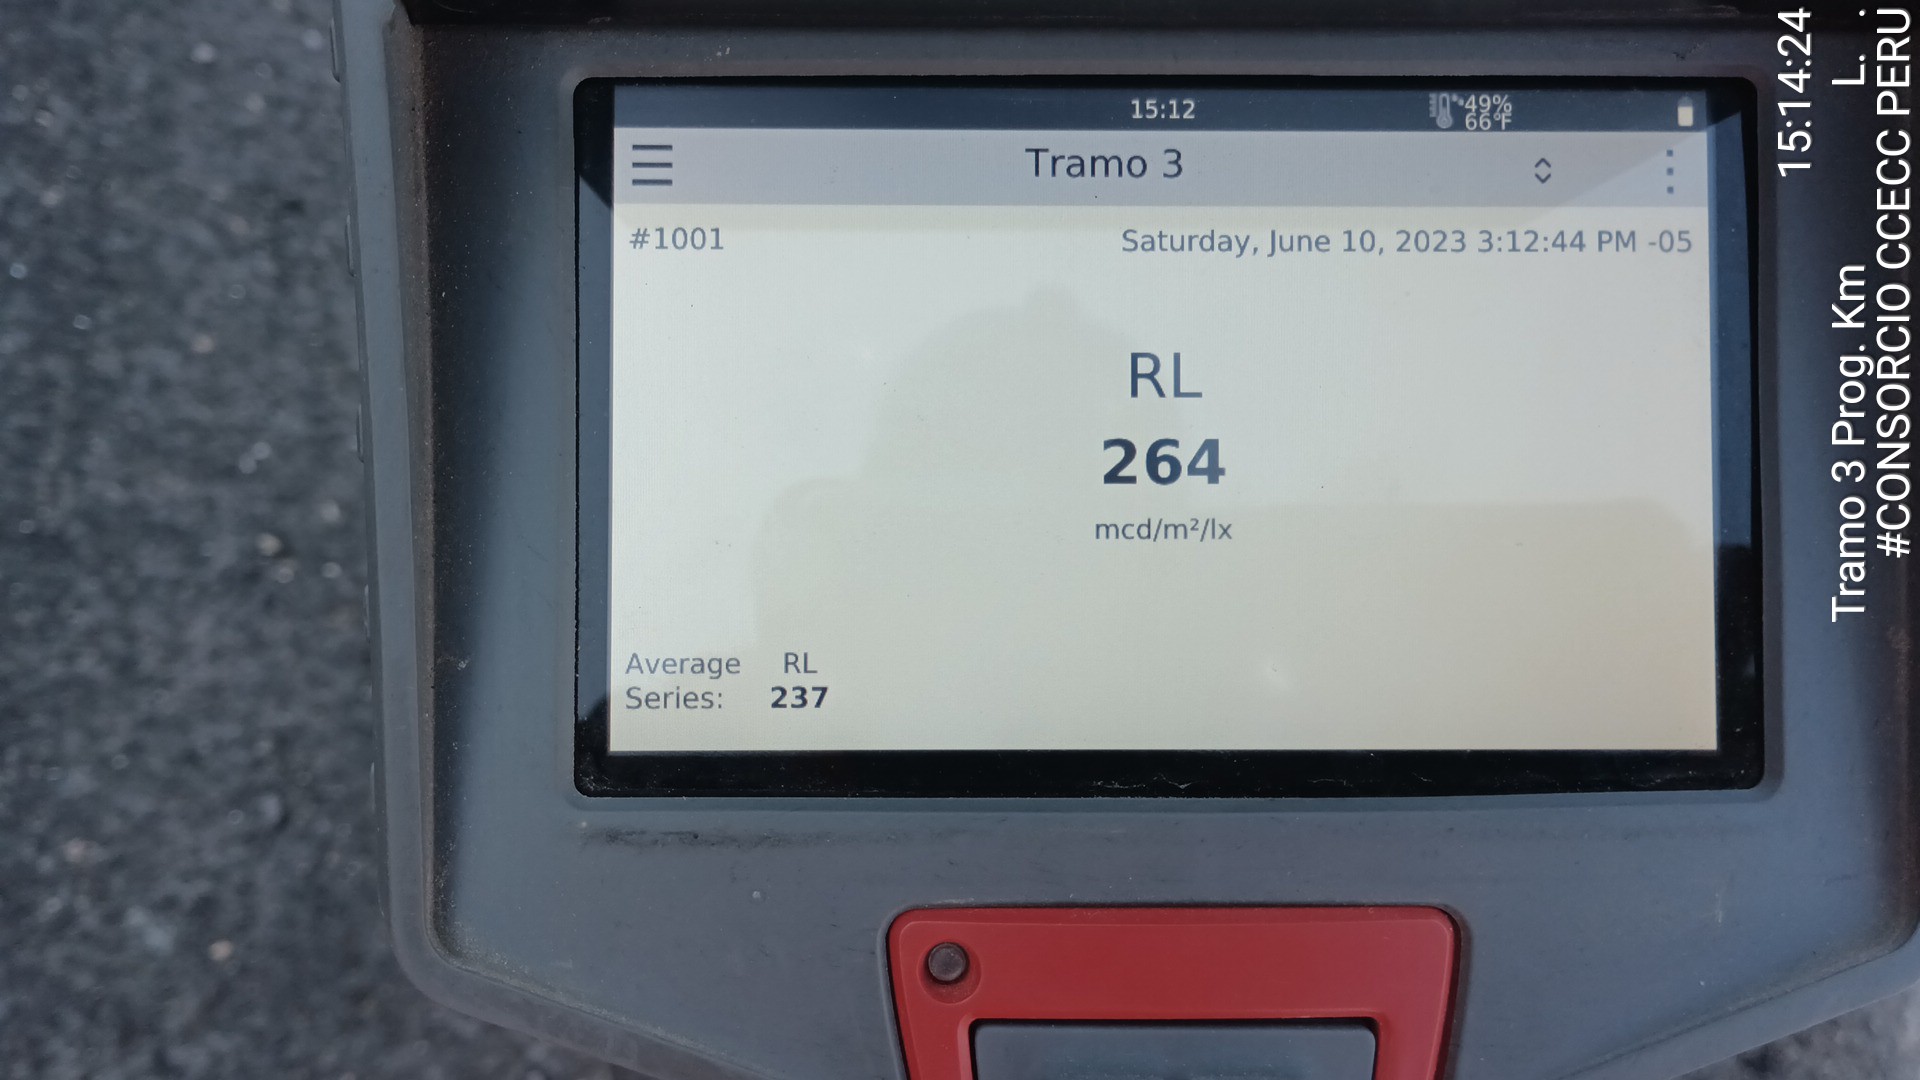 15:12
49%
66°F
Tramo 3
#1001
Saturday, June 10, 2023 3:12:44 PM -05
RL
264
mcd/m²/lx
Average RL
Series: 237
15:14:24
Tramo 3 Prog. Km L. .
#CONSORCIO CCECC PERU